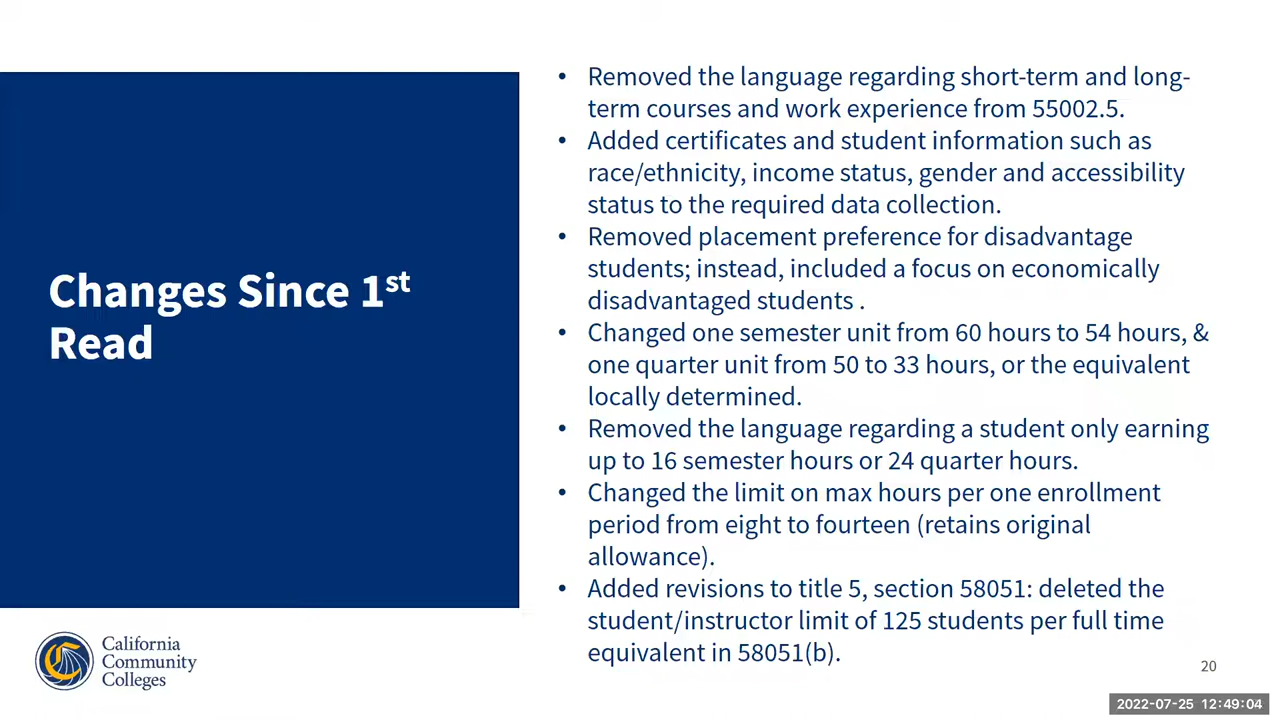 Changes Since 1st
Read
• Removed the language regarding short-term and long-
term courses and work experience from 55002.5.
• Added certificates and student information such as
race/ethnicity, income status, gender and accessibility
status to the required data collection.
• Removed placement preference for disadvantage
students; instead, included a focus on economically
disadvantaged students .
• Changed one semester unit from 60 hours to 54 hours, &
one quarter unit from 50 to 33 hours, or the equivalent
locally determined.
• Removed the language regarding a student only earning
up to 16 semester hours or 24 quarter hours.
• Changed the limit on max hours per one enrollment
period from eight to fourteen (retains original
allowance).
• Added revisions to title 5, section 58051: deleted the
student/instructor limit of 125 students per full time
equivalent in 58051(b).
California
Community
Colleges
20
2022-07-25 12:49:04